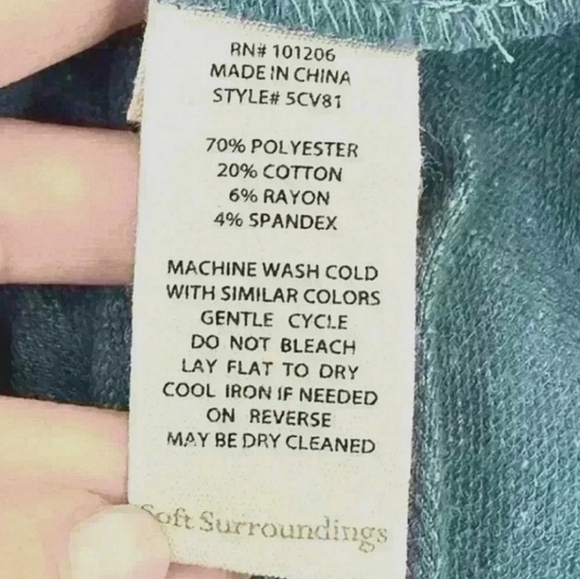 RN# 101206
MADE IN CHINA
STYLE# 5CV81
70% POLYESTER
20% COTTON
6% RAYON
4% SPANDEX
MACHINE WASH COLD
WITH SIMILAR COLORS
GENTLE CYCLE
DO NOT BLEACH
LAY FLAT TO DRY
COOL IRON IF NEEDED
ON REVERSE
MAY BE DRY CLEANED
Soft Surroundings